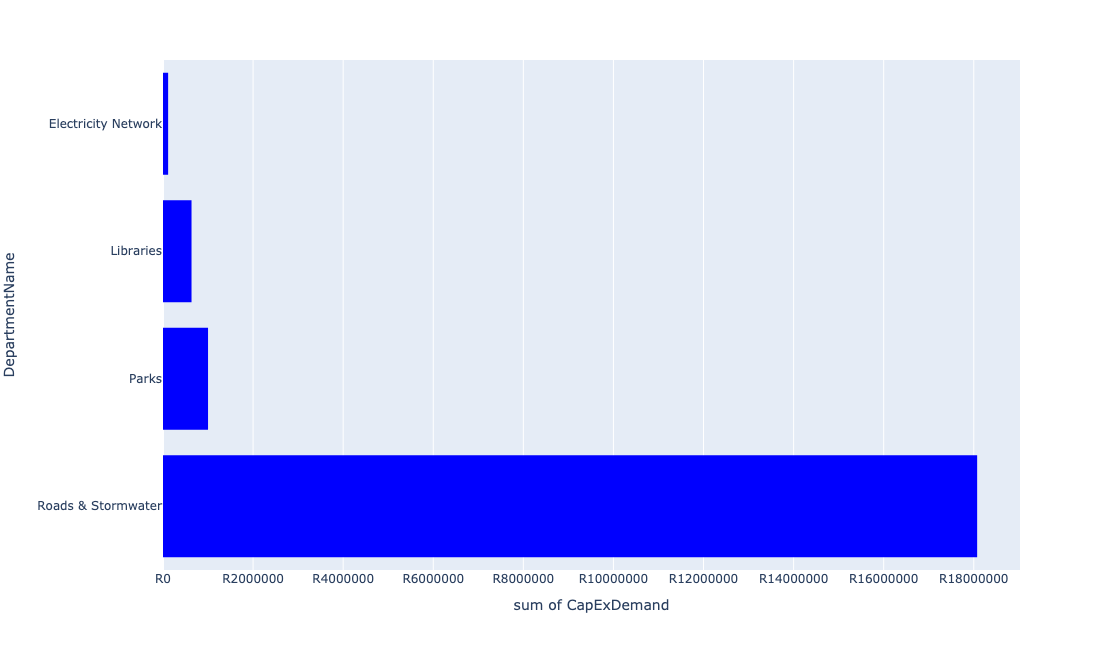 Electricity Network
Libraries
Parks
Roads & Stormwater
DepartmentName
R0 R2000000 R4000000 R6000000 R8000000 R10000000 R12000000 R14000000 R16000000 R18000000
sum of CapExDemand